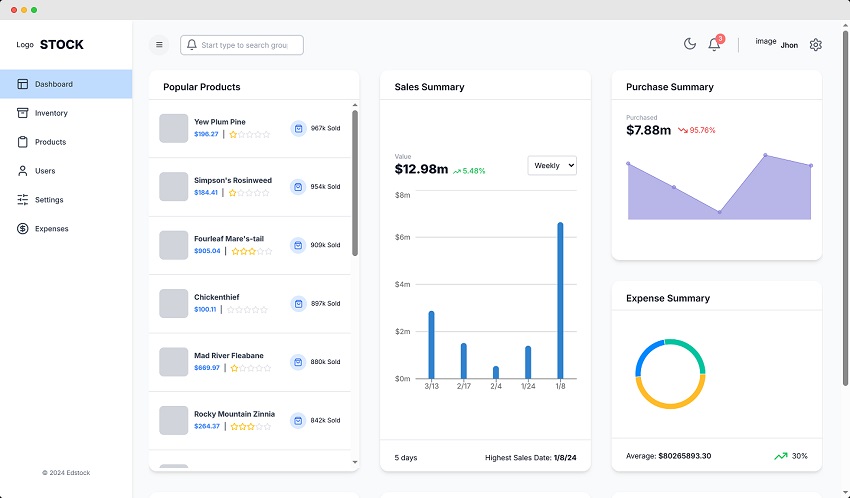 Logo STOCK
Start type to search grou
3
image Jhon
Dashboard
Inventory
Products
Users
Settings
Expenses
© 2024 Edstock
Popular Products
Yew Plum Pine
$196.27 |
967k Sold
Simpson's Rosinweed
$184.41 |
954k Sold
Fourleaf Mare's-tail
$905.04 |
909k Sold
Chickenthief
$100.11 |
897k Sold
Mad River Fleabane
$669.97 |
880k Sold
Rocky Mountain Zinnia
$264.37 |
842k Sold
Sales Summary
Value
$12.98m 5.48%
Weekly
$8m
$6m
$4m
$2m
$0m
3/13 2/17 2/4 1/24 1/8
5 days Highest Sales Date: 1/8/24
Purchase Summary
Purchased
$7.88m 95.76%
Expense Summary
Average: $80265893.30 30%